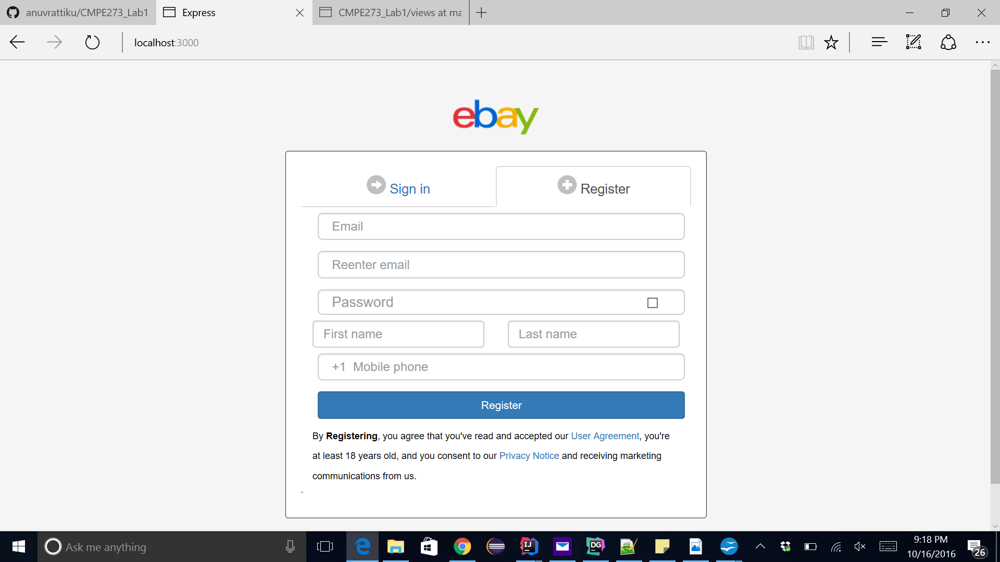 anuvrattiku/CMPE273_Lab1
Express
CMPE273_Lab1/views at ma
localhost:3000
ebay
Sign in
Register
Email
Reenter email
Password
First name
Last name
+1 Mobile phone
Register
By Registering, you agree that you've read and accepted our User Agreement, you're
at least 18 years old, and you consent to our Privacy Notice and receiving marketing
communications from us.
.
Ask me anything
IJ
DG
9:18 PM
10/16/2016
26